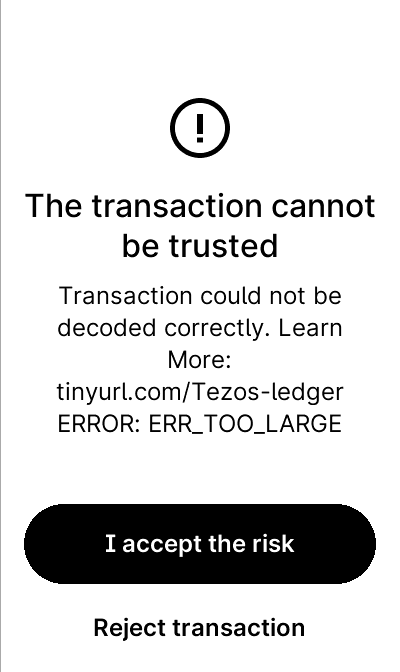 The transaction cannot
be trusted
Transaction could not be
decoded correctly. Learn
More:
tinyurl.com/Tezos-ledger
ERROR: ERR_TOO_LARGE
I accept the risk
Reject transaction